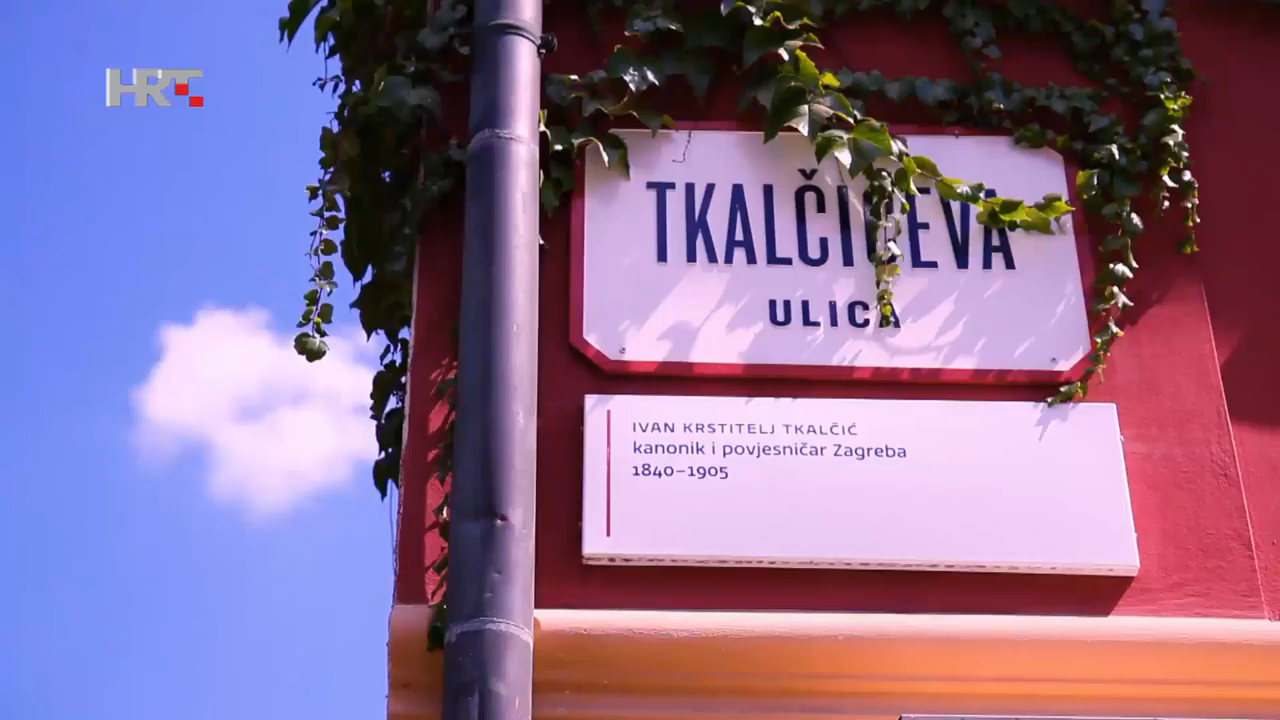 HRT
TKALČIĆEVA
ULICA
IVAN KRSTITELJ TKALČIĆ
kanonik i povjesničar Zagreba
1840–1905